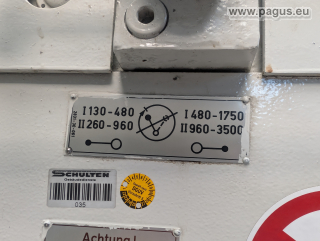 www.pagus.eu
I 130-480 I 480-1750
II 260-960 II 960-3500
SCHULTEN
035
Achtung!